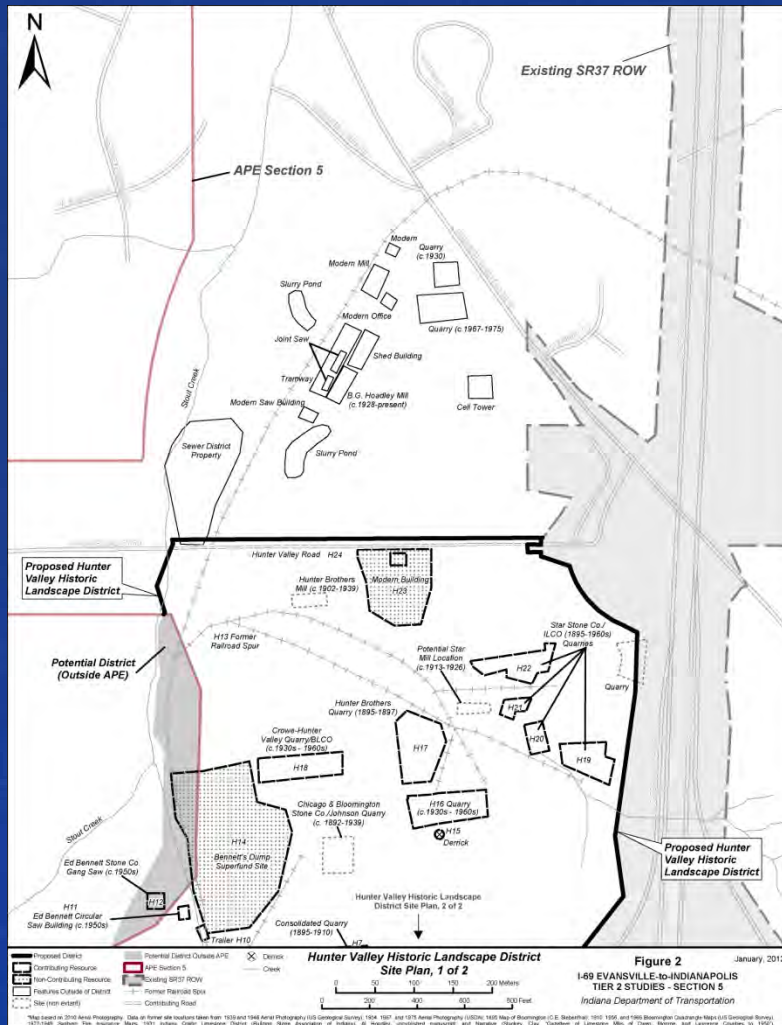 N
Existing SR37 ROW
APE Section 5
Modern
Modern Mill
Quarry
(c.1930)
Slurry Pond
Modern Office
Quarry (c.1967-1975)
Joint Saw
Shed Building
Tramway
B.G. Hoadley Mill
(c.1928-present)
Cell Tower
Modern Saw Building
Stout Creek
Sewer District
Property
Slurry Pond
Hunter Valley Road H24
Proposed Hunter
Valley Historic
Landscape District
Hunter Brothers
Mill (c.1902-1939)
Modern Building
H23
H13 Former
Railroad Spur
Star Stone Co./
ILCO (1895-1960s)
Quarries
Potential District
(Outside APE)
Potential Star
Mill Location
(c.1913-1926)
H22
Quarry
Hunter Brothers
Quarry (1895-1897)
H21
Crowe-Hunter
Valley Quarry/BLCO
(c.1930s - 1960s)
H17
H20
H19
H18
H16 Quarry
(c.1930s - 1960s)
Chicago & Bloomington
Stone Co./Johnson Quarry
(c. 1892-1939)
H15
Derrick
Stout Creek
H14
Bennett's Dump
Superfund Site
Proposed Hunter
Valley Historic
Landscape District
Ed Bennett Stone Co
Gang Saw (c.1950s)
H12
H11
Ed Bennett Circular
Saw Building (c.1950s)
Hunter Valley Historic Landscape
District Site Plan, 2 of 2
Trailer H10
Consolidated Quarry
(1895-1910)
H7
Proposed District
Contributing Resource
Non-Contributing Resource
Features Outside of District
Site (non extant)
Potential District Outside APE
APE Section 5
Existing SR37 ROW
Former Railroad Spur
Contributing Road
Derrick
Creek
Hunter Valley Historic Landscape District
Site Plan, 1 of 2
0 50 100 200 Meters
0 100 200 400 600 Feet
Figure 2
January, 2012
I-69 EVANSVILLE-to-INDIANAPOLIS
TIER 2 STUDIES - SECTION 5
Indiana Department of Transportation